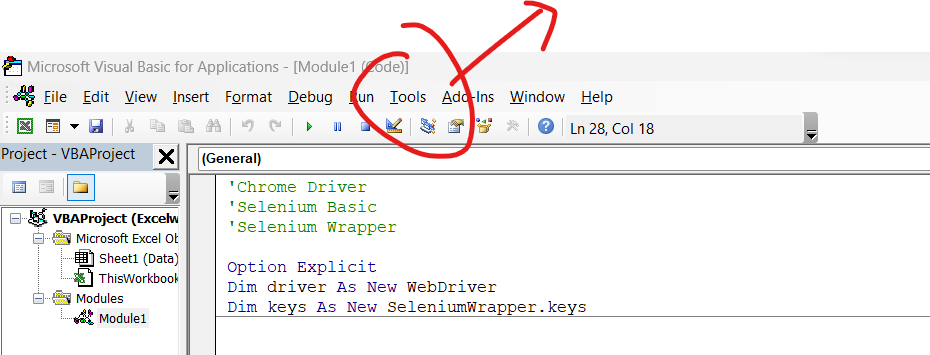 Microsoft Visual Basic for Applications - [Module1 (Code)]
File Edit View Insert Format Debug Run Tools Add-Ins Window Help
Ln 28, Col 18
Project - VBAProject
(General)
VBAProject (Excelw
Microsoft Excel Ob
Sheet1 (Data)
ThisWorkbook
Modules
Module1
'Chrome Driver
'Selenium Basic
'Selenium Wrapper
Option Explicit
Dim driver As New WebDriver
Dim keys As New SeleniumWrapper.keys